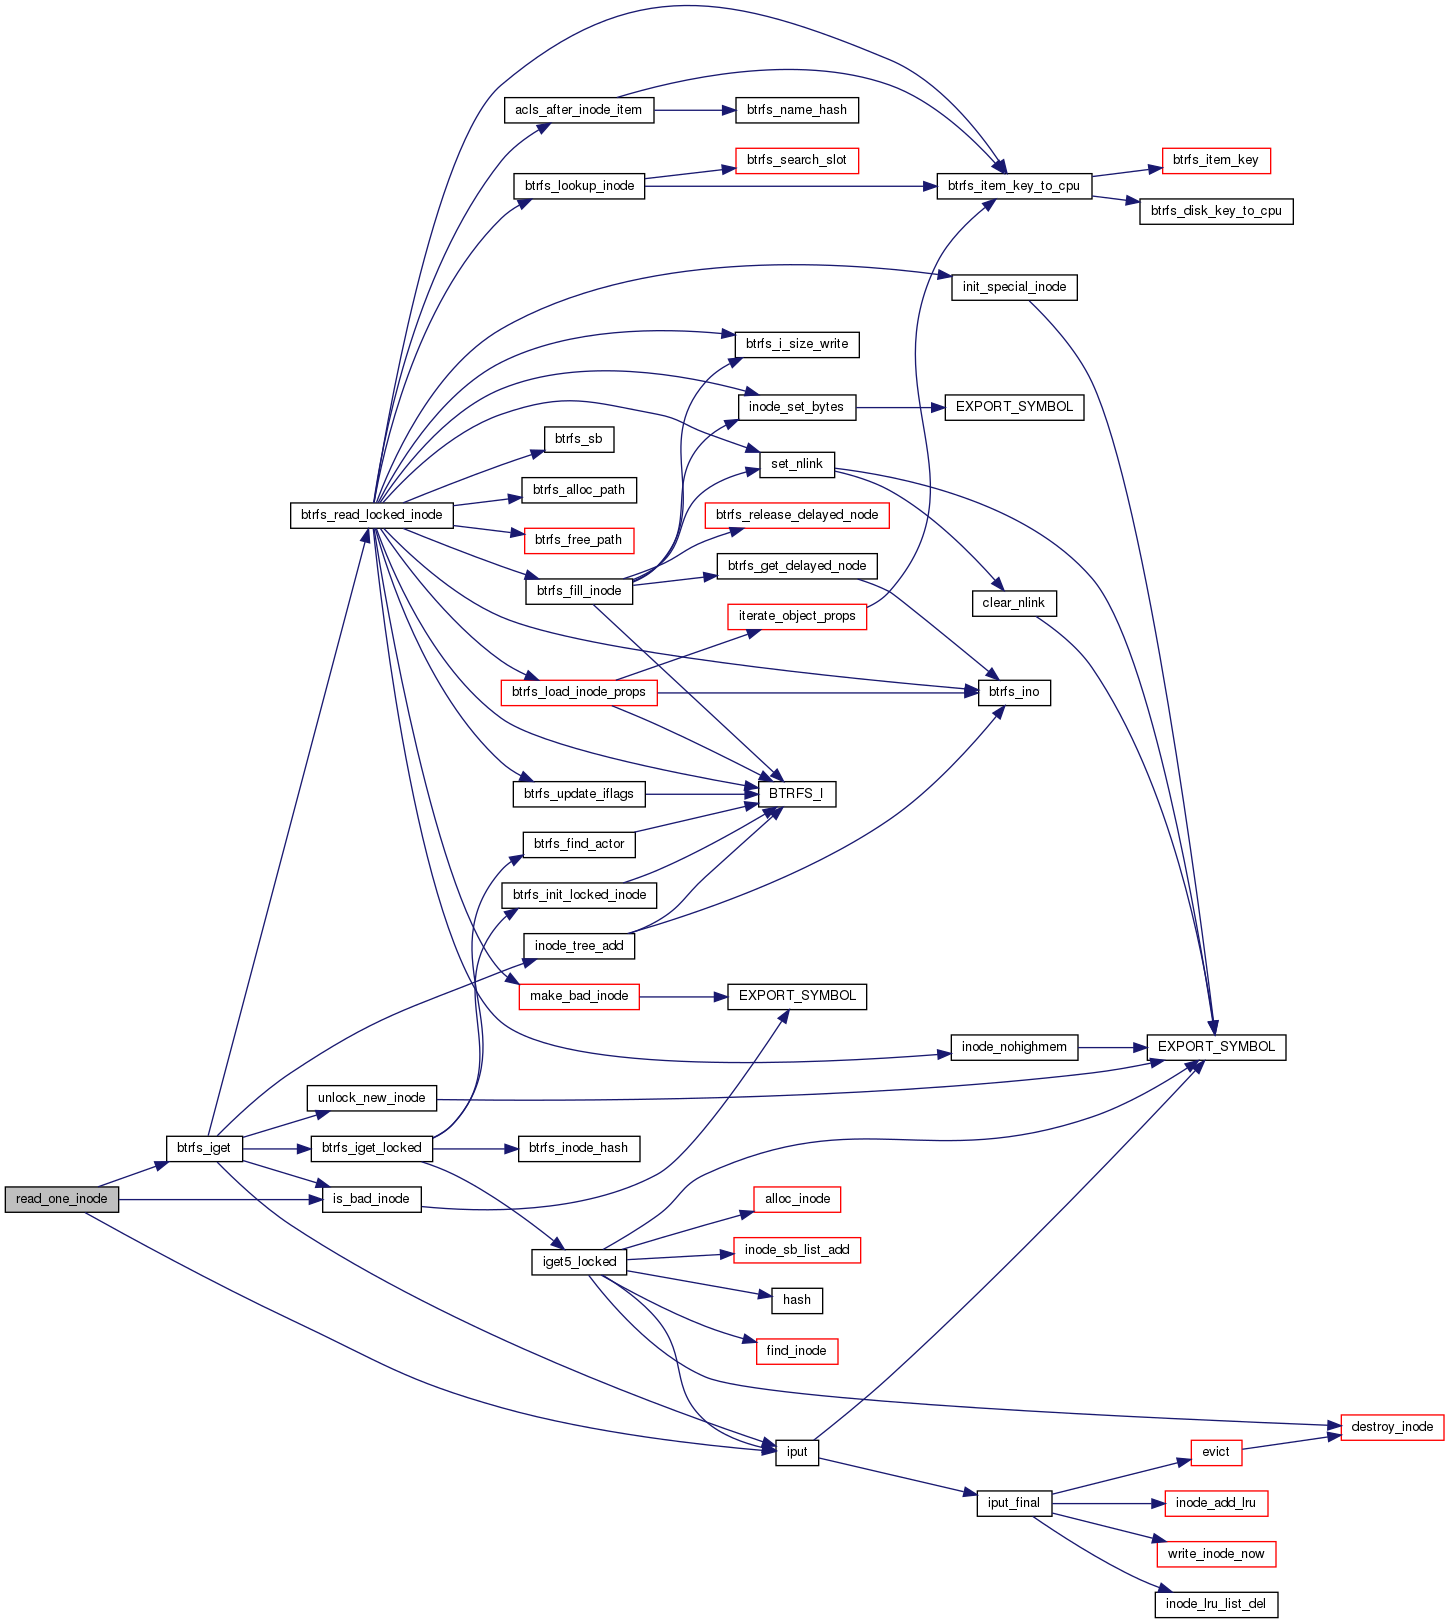 acls_after_inode_item
btrfs_name_hash
btrfs_search_slot
btrfs_item_key
btrfs_lookup_inode
btrfs_item_key_to_cpu
btrfs_disk_key_to_cpu
init_special_inode
btrfs_i_size_write
inode_set_bytes
EXPORT_SYMBOL
btrfs_sb
set_nlink
btrfs_alloc_path
btrfs_read_locked_inode
btrfs_release_delayed_node
btrfs_free_path
btrfs_get_delayed_node
btrfs_fill_inode
clear_nlink
iterate_object_props
btrfs_load_inode_props
btrfs_ino
btrfs_update_iflags
BTRFS_I
btrfs_find_actor
btrfs_init_locked_inode
inode_tree_add
make_bad_inode
EXPORT_SYMBOL
inode_nohighmem
EXPORT_SYMBOL
unlock_new_inode
btrfs_iget
btrfs_iget_locked
btrfs_inode_hash
read_one_inode
is_bad_inode
alloc_inode
inode_sb_list_add
iget5_locked
hash
find_inode
destroy_inode
iput
evict
iput_final
inode_add_lru
write_inode_now
inode_lru_list_del